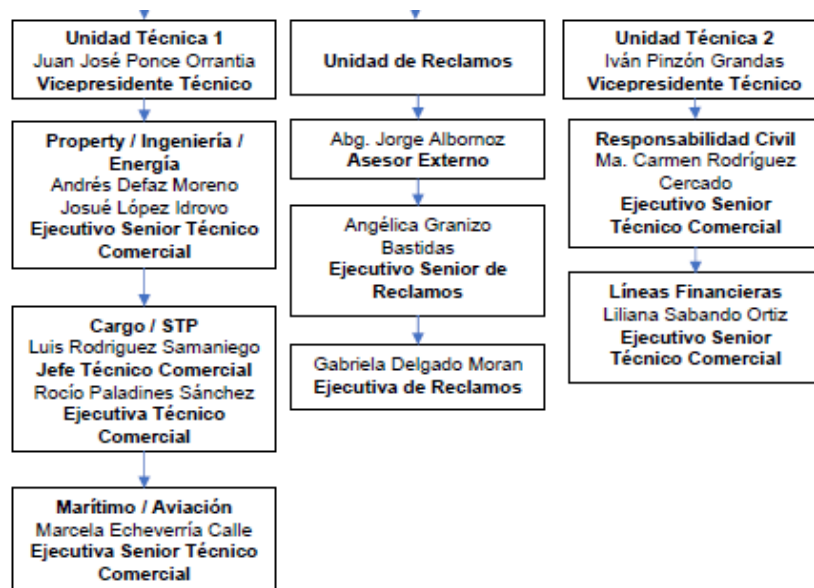 Unidad Técnica 1
Juan José Ponce Orrantia
Vicepresidente Técnico
Property / Ingeniería /
Energía
Andrés Defaz Moreno
Josué López Idrovo
Ejecutivo Senior Técnico
Comercial
Cargo / STP
Luis Rodriguez Samaniego
Jefe Técnico Comercial
Rocío Paladines Sánchez
Ejecutiva Técnico
Comercial
Marítimo / Aviación
Marcela Echeverría Calle
Ejecutiva Senior Técnico
Comercial
Unidad de Reclamos
Abg. Jorge Albornoz
Asesor Externo
Angélica Granizo
Bastidas
Ejecutivo Senior de
Reclamos
Gabriela Delgado Moran
Ejecutiva de Reclamos
Unidad Técnica 2
Iván Pinzón Grandas
Vicepresidente Técnico
Responsabilidad Civil
Ma. Carmen Rodríguez
Cercado
Ejecutivo Senior
Técnico Comercial
Líneas Financieras
Liliana Sabando Ortiz
Ejecutivo Senior
Técnico Comercial